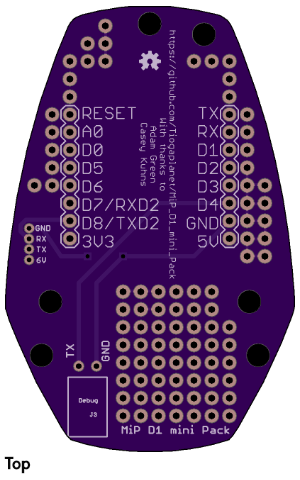 https://github.com/Tiogaplanet/MiP_D1_mini_Pack
With thanks to
Adam Green
Casey Kuhns
RESET
A0
D0
D5
D6
D7/RXD2
D8/TXD2
3V3
TX
RX
D1
D2
D3
D4
GND
5V
GND
RX
TX
6V
TX
GND
Debug
J3
MiP D1 mini Pack
Top